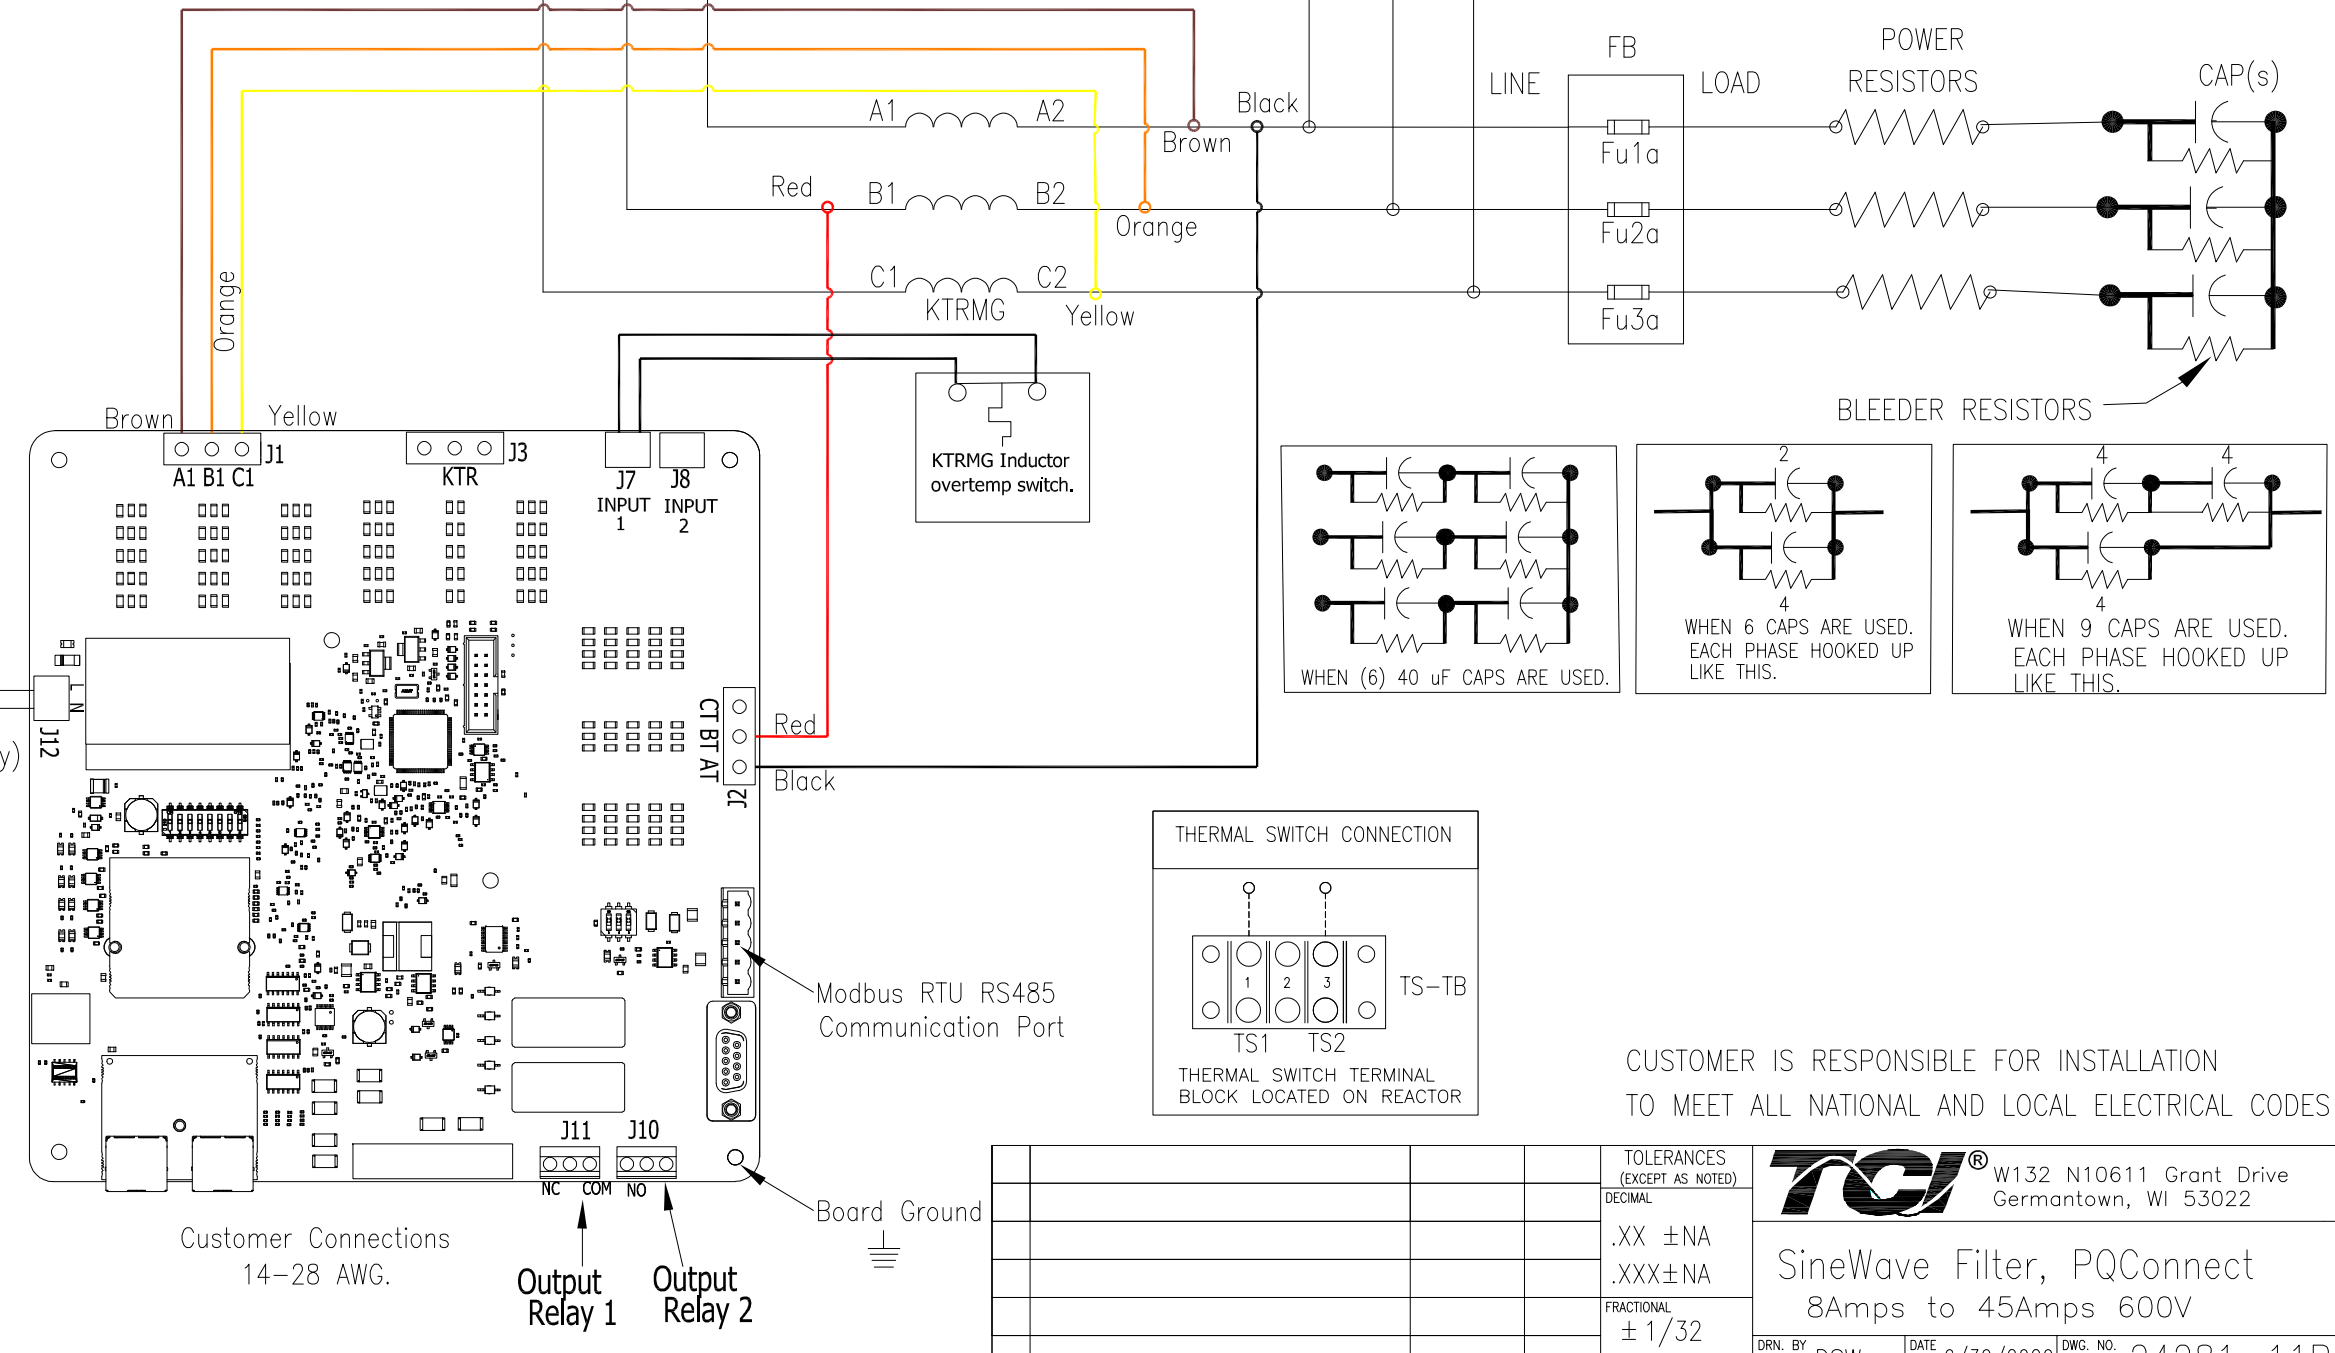 FB
POWER
RESISTORS
CAP(s)
LINE
LOAD
Black
A1
A2
Brown
Fu1a
Red
B1
B2
Orange
Fu2a
C1
C2
KTRMG
Yellow
Fu3a
Orange
BLEEDER RESISTORS
Brown
Yellow
J1
A1 B1 C1
J3
KTR
J7
INPUT
1
J8
INPUT
2
KTRMG Inductor
overtemp switch.
WHEN (6) 40 uF CAPS ARE USED.
2
4
WHEN 6 CAPS ARE USED.
EACH PHASE HOOKED UP
LIKE THIS.
4
4
4
WHEN 9 CAPS ARE USED.
EACH PHASE HOOKED UP
LIKE THIS.
L
N
J12
y)
CT BT AT
J2
Red
Black
THERMAL SWITCH CONNECTION
1 2 3
TS-TB
TS1 TS2
THERMAL SWITCH TERMINAL
BLOCK LOCATED ON REACTOR
Modbus RTU RS485
Communication Port
CUSTOMER IS RESPONSIBLE FOR INSTALLATION
TO MEET ALL NATIONAL AND LOCAL ELECTRICAL CODES
J11
J10
NC COM NO
Board Ground
Customer Connections
14-28 AWG.
Output
Relay 1
Output
Relay 2
TOLERANCES
(EXCEPT AS NOTED)
DECIMAL
.XX ±NA
.XXX±NA
FRACTIONAL
± 1/32
TCI®
W132 N10611 Grant Drive
Germantown, WI 53022
SineWave Filter, PQConnect
8Amps to 45Amps 600V
DRN. BY
DATE
DWG. NO.